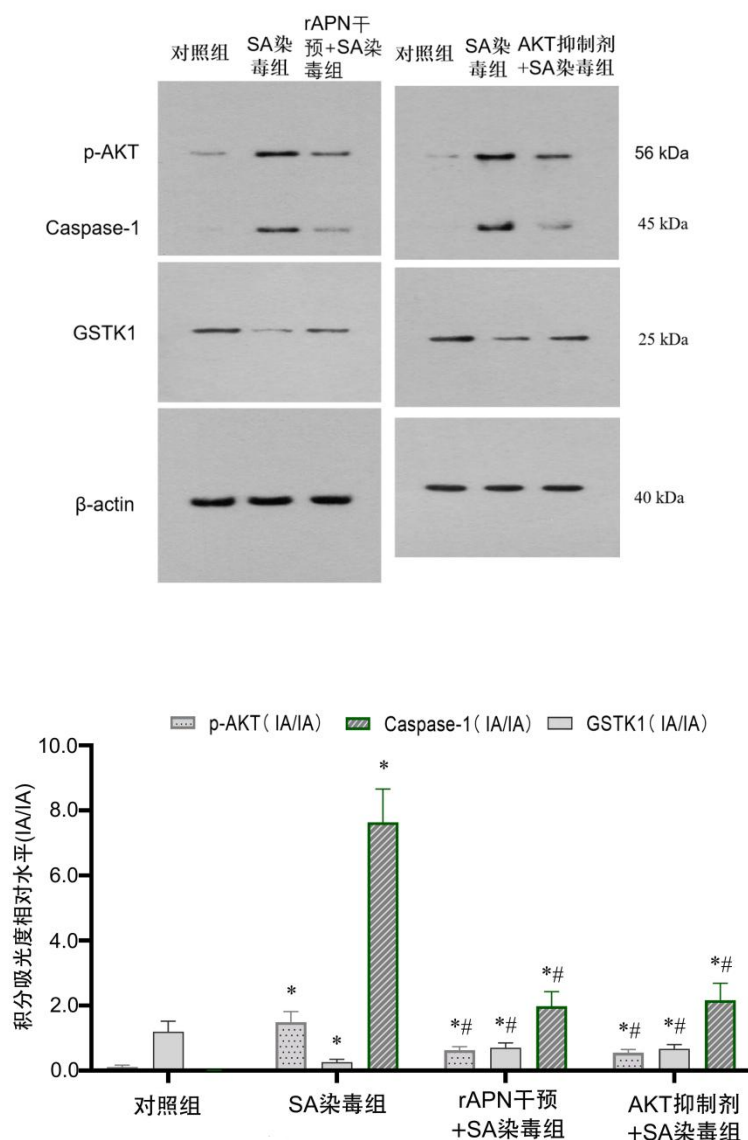 对照组
SA染
毒组
rAPN干
预+SA染
毒组
对照组
SA染
毒组
AKT抑制剂
+SA染毒组
p-AKT
56 kDa
Caspase-1
45 kDa
GSTK1
25 kDa
β-actin
40 kDa
p-AKT( IA/IA)
Caspase-1( IA/IA)
GSTK1( IA/IA)
积分吸光度相对水平(IA/IA)
10.0
8.0
6.0
4.0
2.0
0.0
*
*
*
*#
*#
*#
*#
*#
*#
对照组
SA染毒组
rAPN干预
+SA染毒组
AKT抑制剂
+SA染毒组